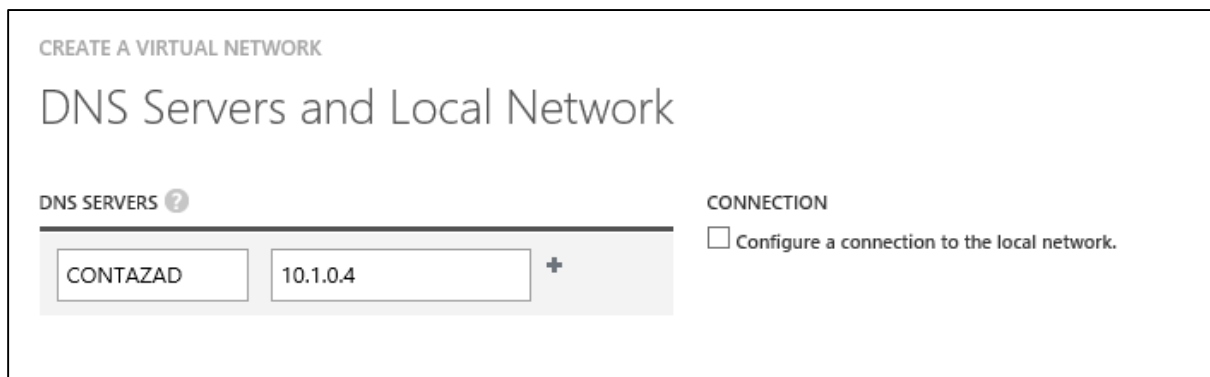 CREATE A VIRTUAL NETWORK
DNS Servers and Local Network
DNS SERVERS ?
CONTAZAD 10.1.0.4 +
CONNECTION
Configure a connection to the local network.